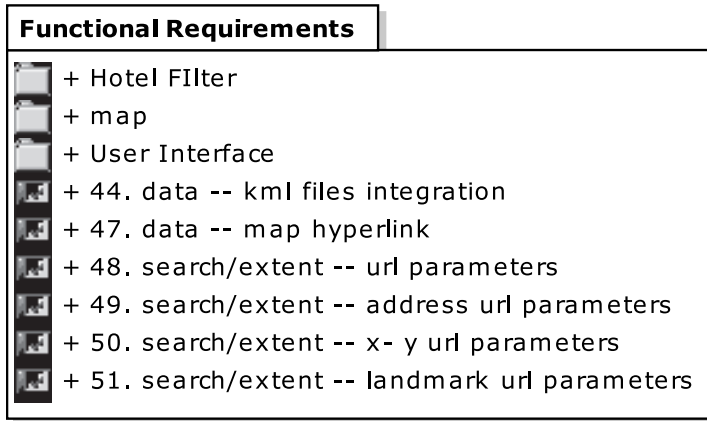 Functional Requirements
+ Hotel FIlter
+ map
+ User Interface
+ 44. data -- kml files integration
+ 47. data -- map hyperlink
+ 48. search/extent -- url parameters
+ 49. search/extent -- address url parameters
+ 50. search/extent -- x- y url parameters
+ 51. search/extent -- landmark url parameters